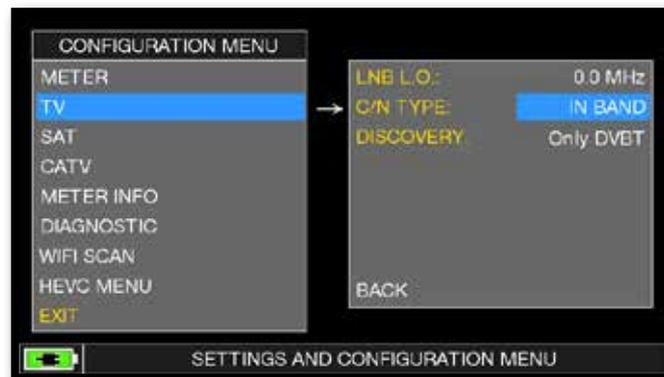 CONFIGURATION MENU
METER
TV
SAT
CATV
METER INFO
DIAGNOSTIC
WIFI SCAN
HEVC MENU
EXIT
→
LNB L.O.: 0.0 MHz
C/N TYPE: IN BAND
DISCOVERY: Only DVBT
BACK
SETTINGS AND CONFIGURATION MENU